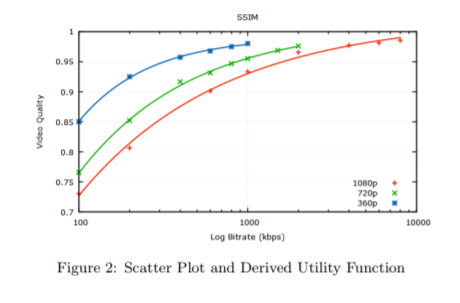 SSIM
1
0.95
0.9
0.85
0.8
0.75
0.7
Video Quality
100
1000
10000
Log Bitrate (kbps)
1080p
720p
360p
Figure 2: Scatter Plot and Derived Utility Function